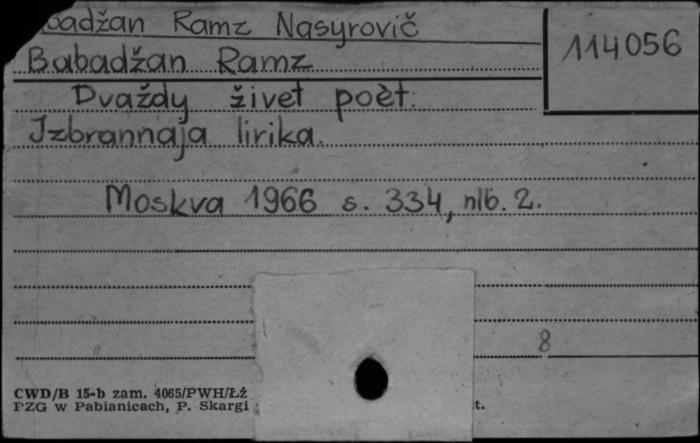 badžan Ramz Nasyrovič
114056
Babadžan Ramz
Dvaždy živet poèt.
Izbrannaja lirika.
Moskva 1966 s. 334, nlb. 2.
8
CWD/B 15-b zam. 4065/PWH/Łż
PZG w Pabianicach, P. Skargi t.